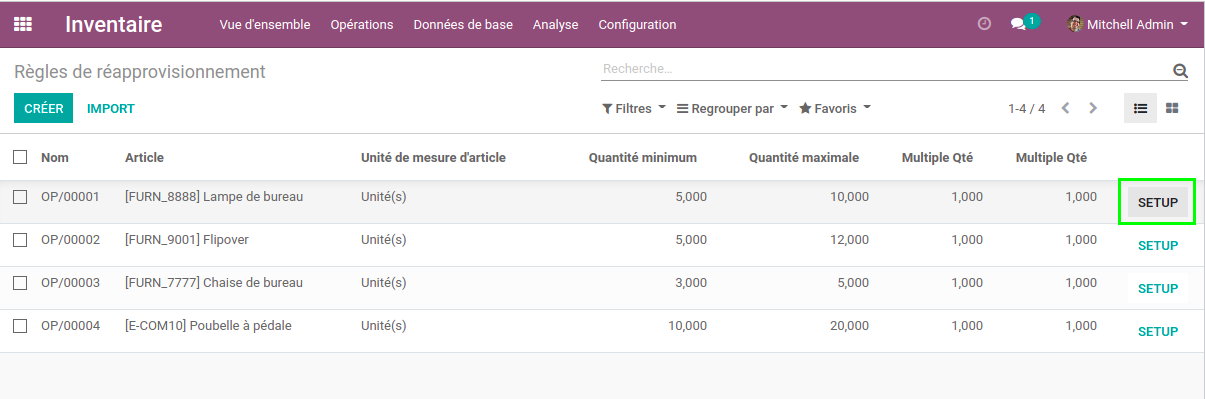 Inventaire Vue d'ensemble Opérations Données de base Analyse Configuration 1 Mitchell Admin
Règles de réapprovisionnement Recherche...
CRÉER IMPORT Filtres Regrouper par Favoris 1-4 / 4
Nom Article Unité de mesure d'article Quantité minimum Quantité maximale Multiple Qté Multiple Qté
OP/00001 [FURN_8888] Lampe de bureau Unité(s) 5,000 10,000 1,000 1,000 SETUP
OP/00002 [FURN_9001] Flipover Unité(s) 5,000 12,000 1,000 1,000 SETUP
OP/00003 [FURN_7777] Chaise de bureau Unité(s) 3,000 5,000 1,000 1,000 SETUP
OP/00004 [E-COM10] Poubelle à pédale Unité(s) 10,000 20,000 1,000 1,000 SETUP